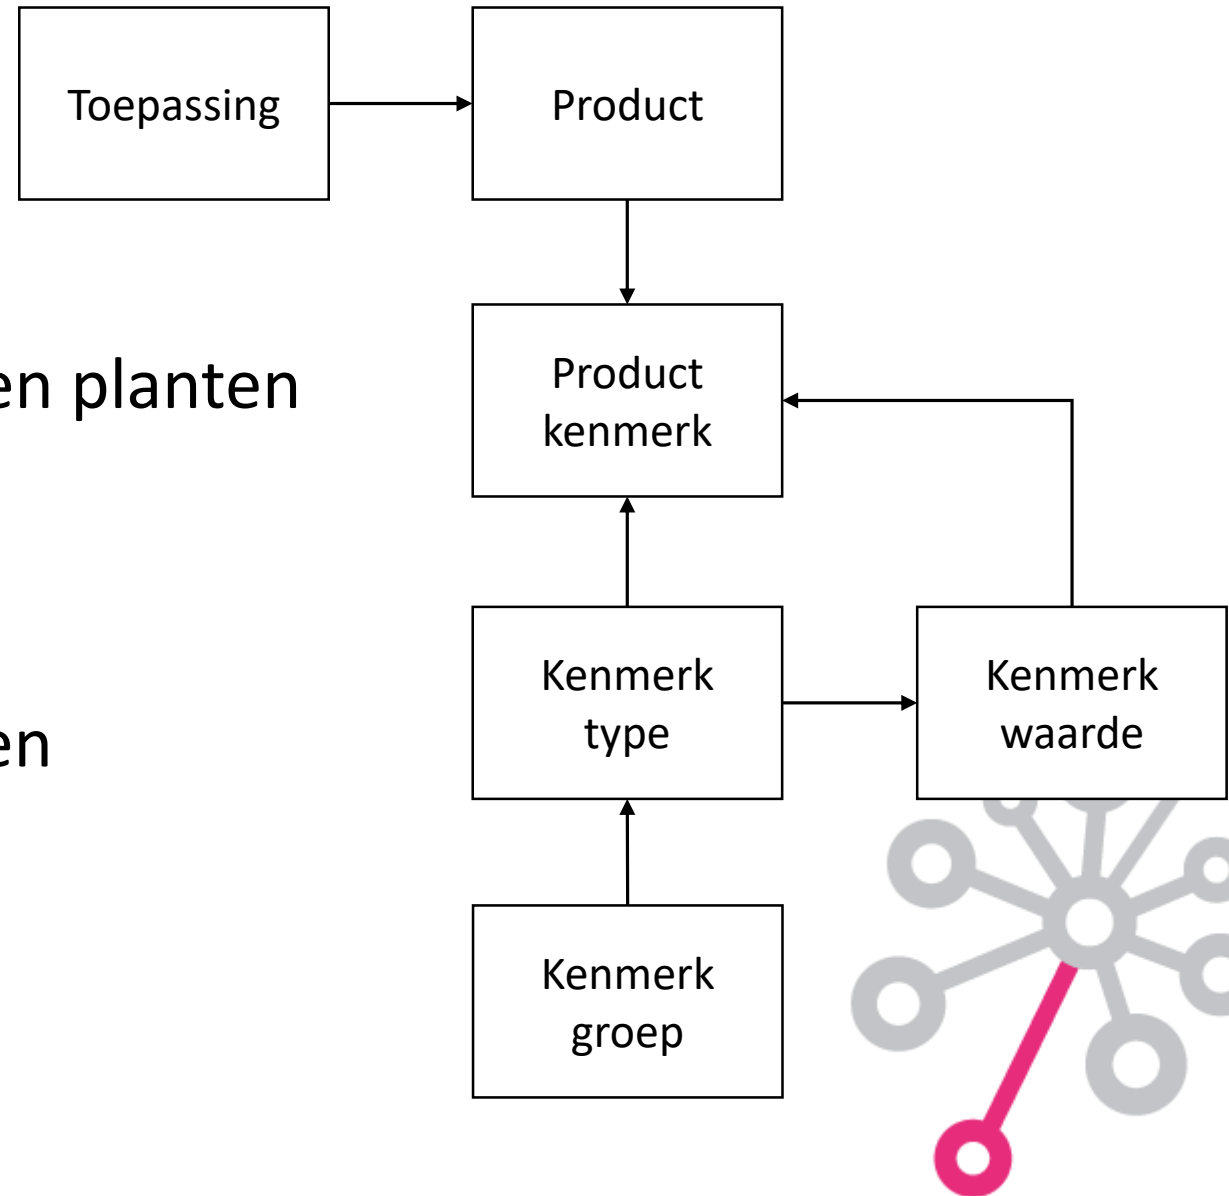 Toepassing
Product
en planten
Product
kenmerk
en
Kenmerk
type
Kenmerk
waarde
Kenmerk
groep